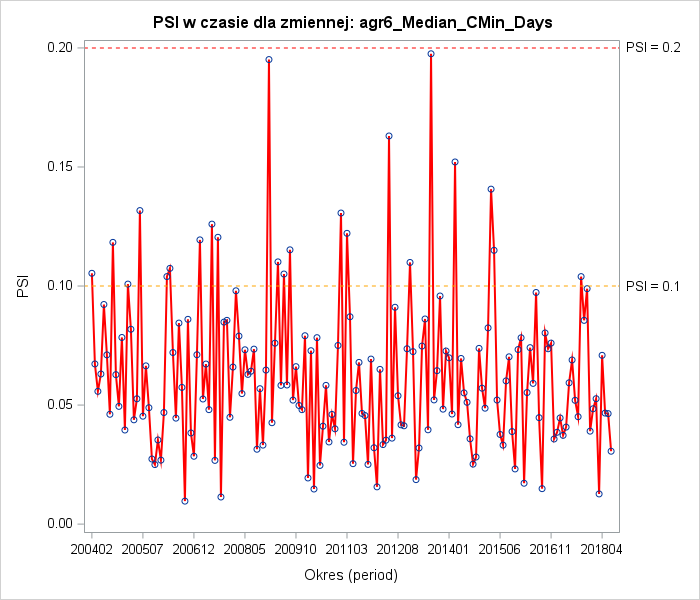 PSI w czasie dla zmiennej: agr6_Median_CMin_Days
0.20
PSI = 0.2
0.15
0.10
PSI = 0.1
PSI
0.05
0.00
200402 200507 200612 200805 200910 201103 201208 201401 201506 201611 201804
Okres (period)